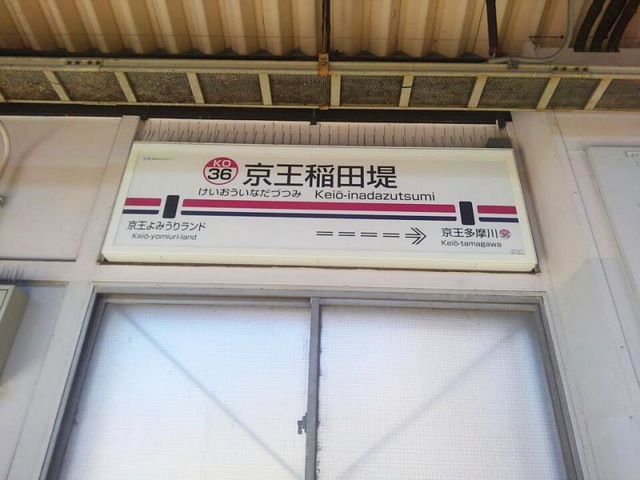 KO
36
京王稲田堤
けいおういなだづつみ Keiō-inadazutsumi
京王よみうりランド
Keiō-yomiuri-land
京王多摩川
Keiō-tamagawa